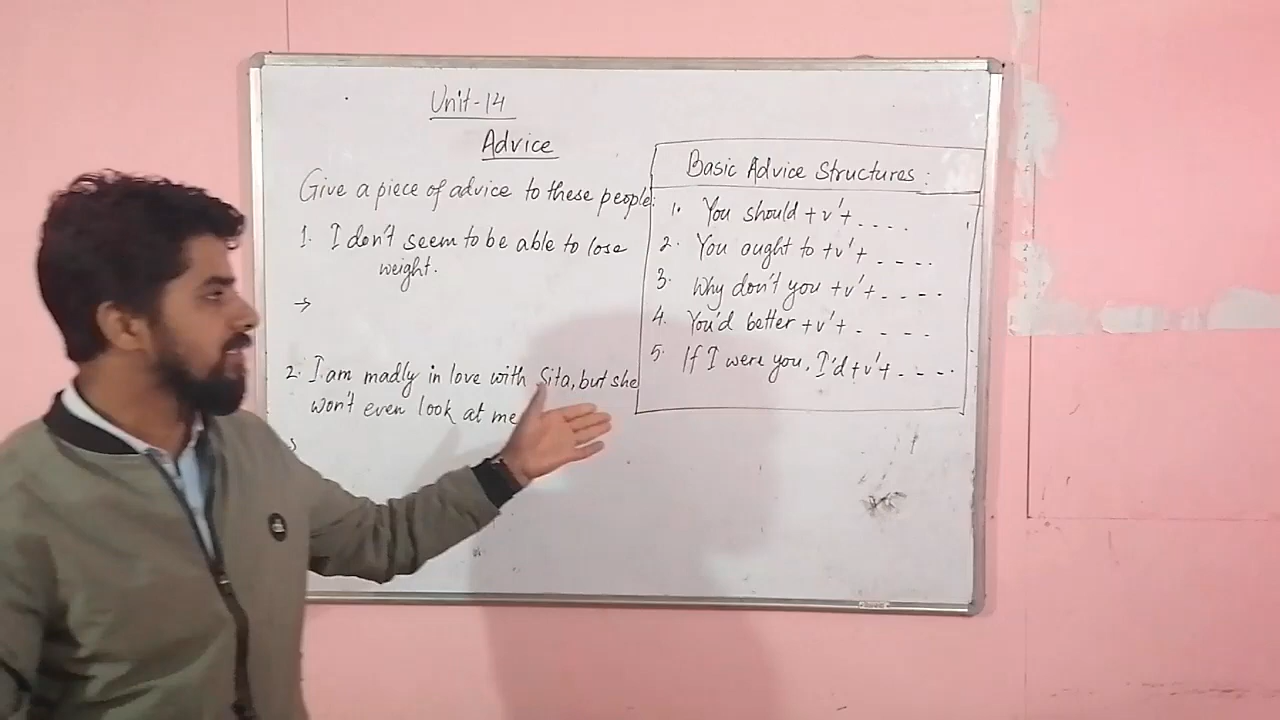 Unit-14
Advice
Give a piece of advice to these people:
1. I don't seem to be able to lose
weight.
→
2. I am madly in love with Sita, but she
won't even look at me
Basic Advice Structures:
1. You should + v' + ....
2. You ought to + v' + ----.
3. Why don't you + v' + ----
4. You'd better + v' + ----
5. If I were you, I'd + v' + ----.